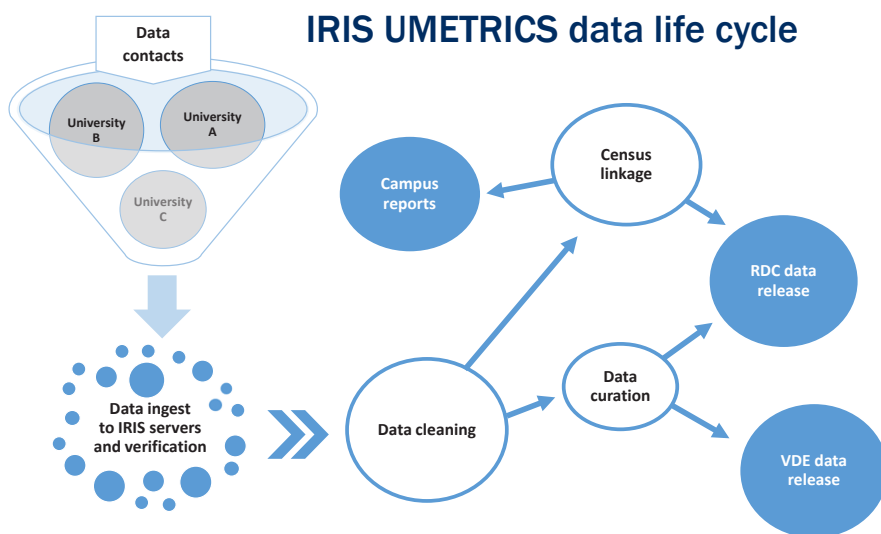 IRIS UMETRICS data life cycle
Data
contacts
University
B
University
A
University
C
Census
linkage
Campus
reports
RDC data
release
Data ingest
to IRIS servers
and verification
Data cleaning
Data
curation
VDE data
release